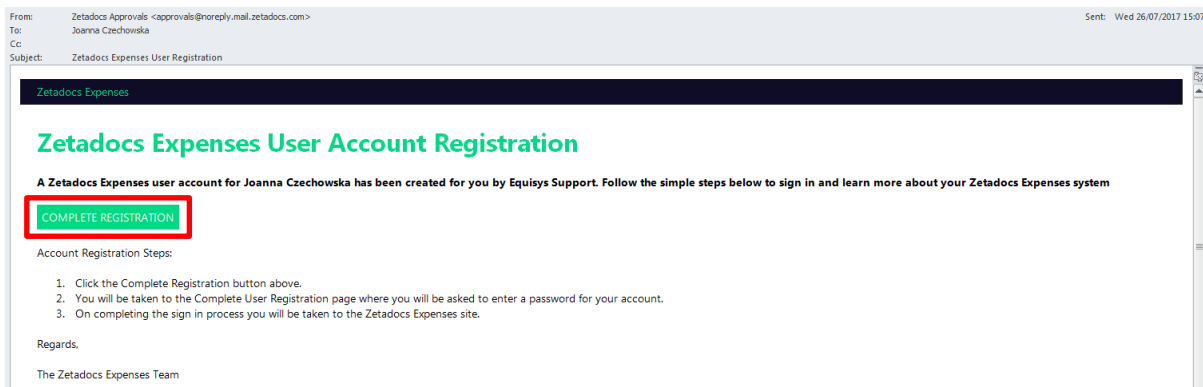 From: Zetadocs Approvals <approvals@noreply.mail.zetadocs.com> Sent: Wed 26/07/2017 15:07
To: Joanna Czechowska
Cc:
Subject: Zetadocs Expenses User Registration
Zetadocs Expenses
Zetadocs Expenses User Account Registration
A Zetadocs Expenses user account for Joanna Czechowska has been created for you by Equisys Support. Follow the simple steps below to sign in and learn more about your Zetadocs Expenses system
COMPLETE REGISTRATION
Account Registration Steps:
1. Click the Complete Registration button above.
2. You will be taken to the Complete User Registration page where you will be asked to enter a password for your account.
3. On completing the sign in process you will be taken to the Zetadocs Expenses site.
Regards,
The Zetadocs Expenses Team